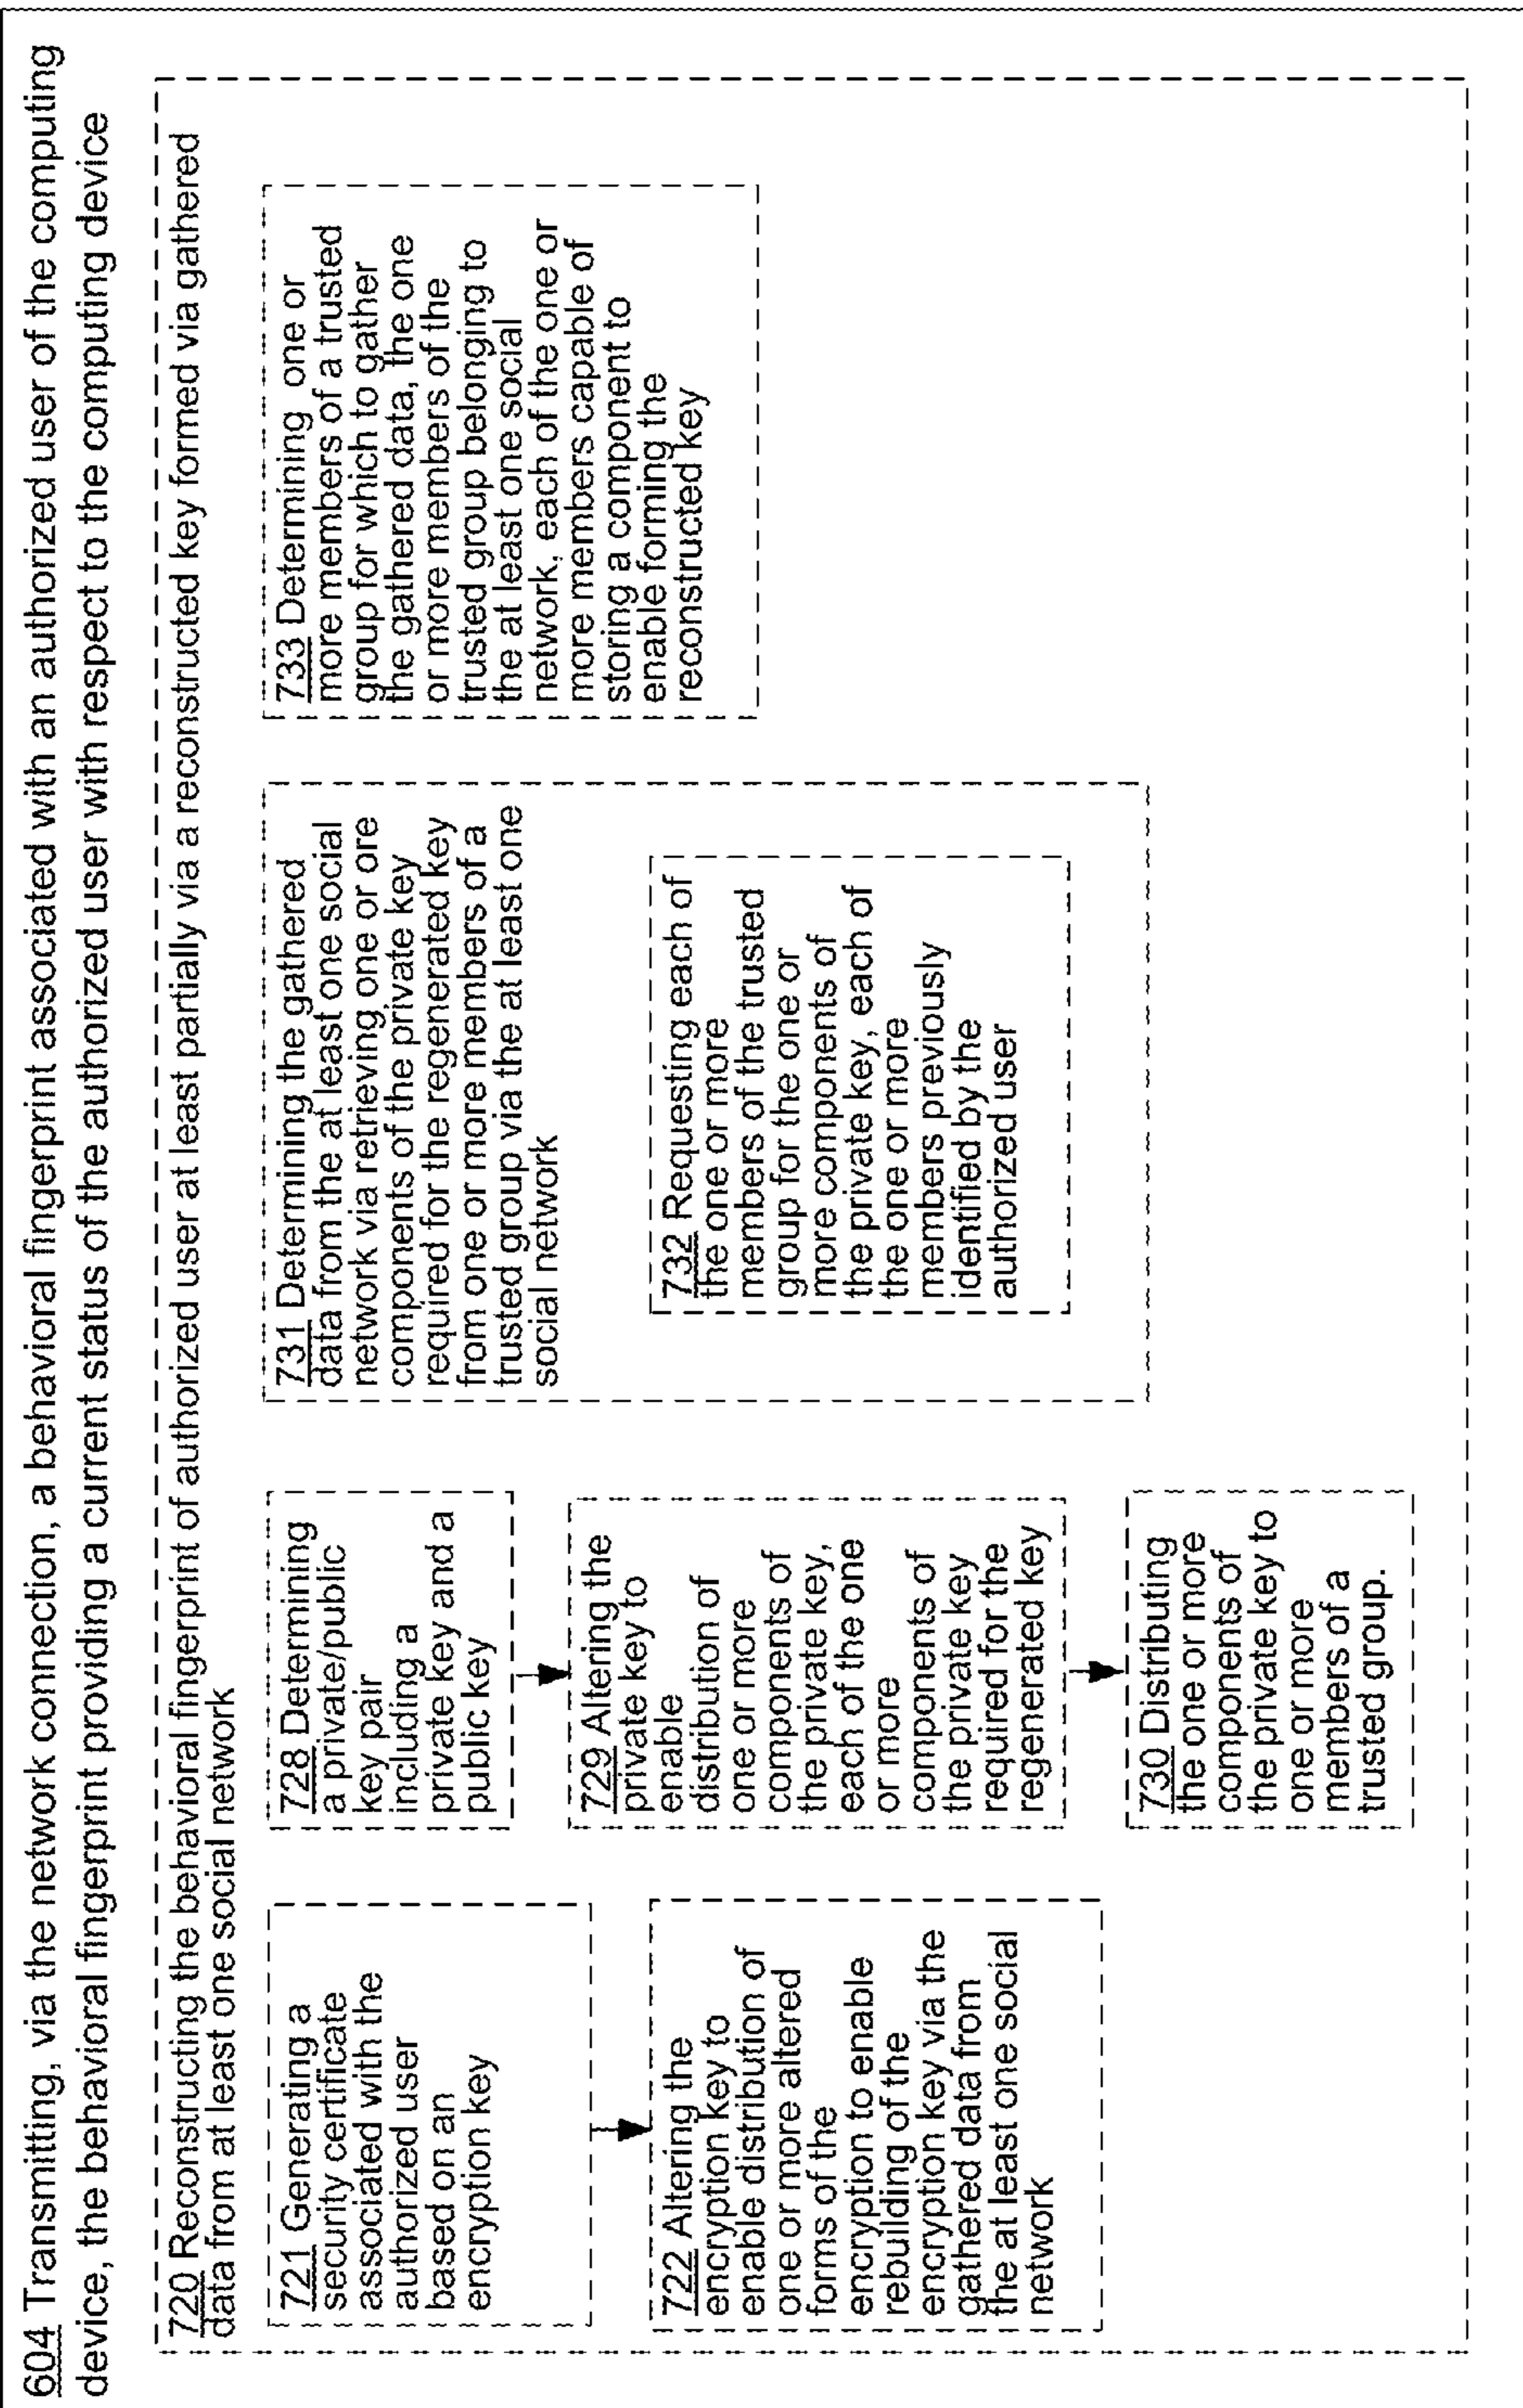 604 Transmitting, via the network connection, a behavioral fingerprint associated with an authorized user of the computing
device, the behavioral fingerprint providing a current status of the authorized user with respect to the computing device
720 Reconstructing the behavioral fingerprint of authorized user at least partially via a reconstructed key formed via gathered
data from at least one social network
721 Generating a
security certificate
associated with the
authorized user
based on an
encryption key
722 Altering the
encryption key to
enable distribution of
one or more altered
forms of the
encryption to enable
rebuilding of the
encryption key via the
gathered data from
the at least one social
network
728 Determining
a private/public
key pair
including a
private key and a
public key
729 Altering the
private key to
enable
distribution of
one or more
components of
the private key,
each of the one
or more
components of
the private key
required for the
regenerated key
730 Distributing
the one or more
components of
the private key to
one or more
members of a
trusted group.
731 Determining the gathered
data from the at least one social
network via retrieving one or ore
components of the private key
required for the regenerated key
from one or more members of a
trusted group via the at least one
social network
732 Requesting each of
the one or more
members of the trusted
group for the one or
more components of
the private key, each of
the one or more
members previously
identified by the
authorized user
733 Determining one or
more members of a trusted
group for which to gather
the gathered data, the one
or more members of the
trusted group belonging to
the at least one social
network, each of the one or
more members capable of
storing a component to
enable forming the
reconstructed key